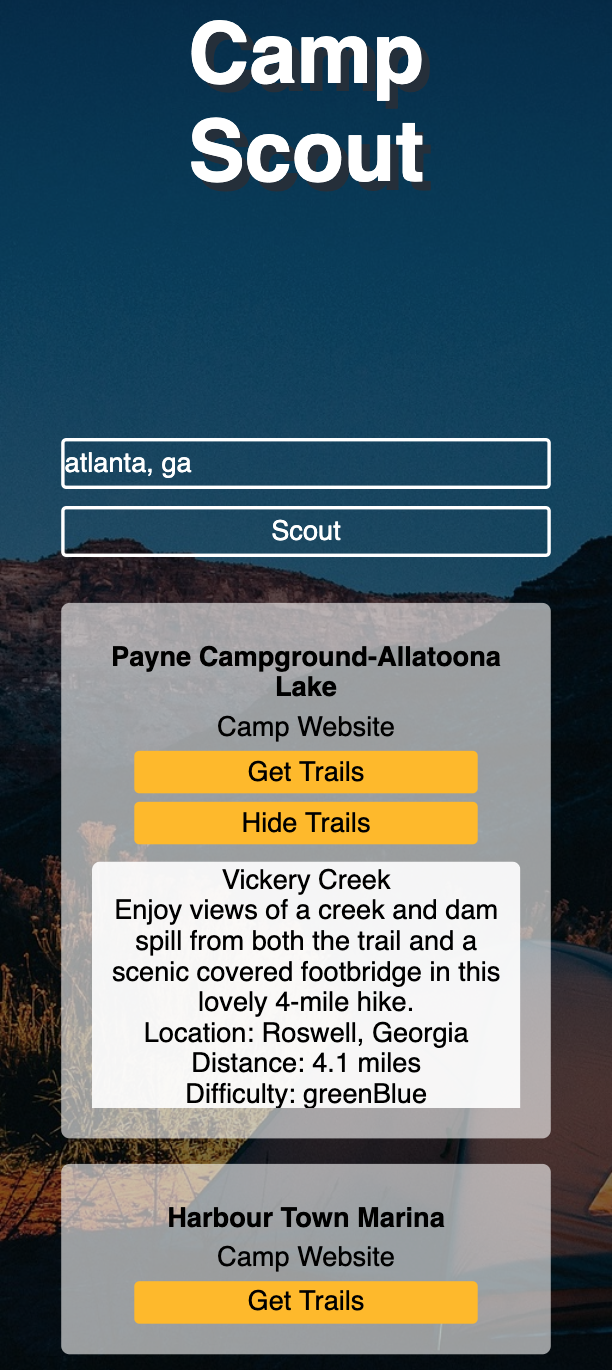 Camp
Scout
atlanta, ga
Scout
Payne Campground-Allatoona
Lake
Camp Website
Get Trails
Hide Trails
Vickery Creek
Enjoy views of a creek and dam
spill from both the trail and a
scenic covered footbridge in this
lovely 4-mile hike.
Location: Roswell, Georgia
Distance: 4.1 miles
Difficulty: greenBlue
Harbour Town Marina
Camp Website
Get Trails